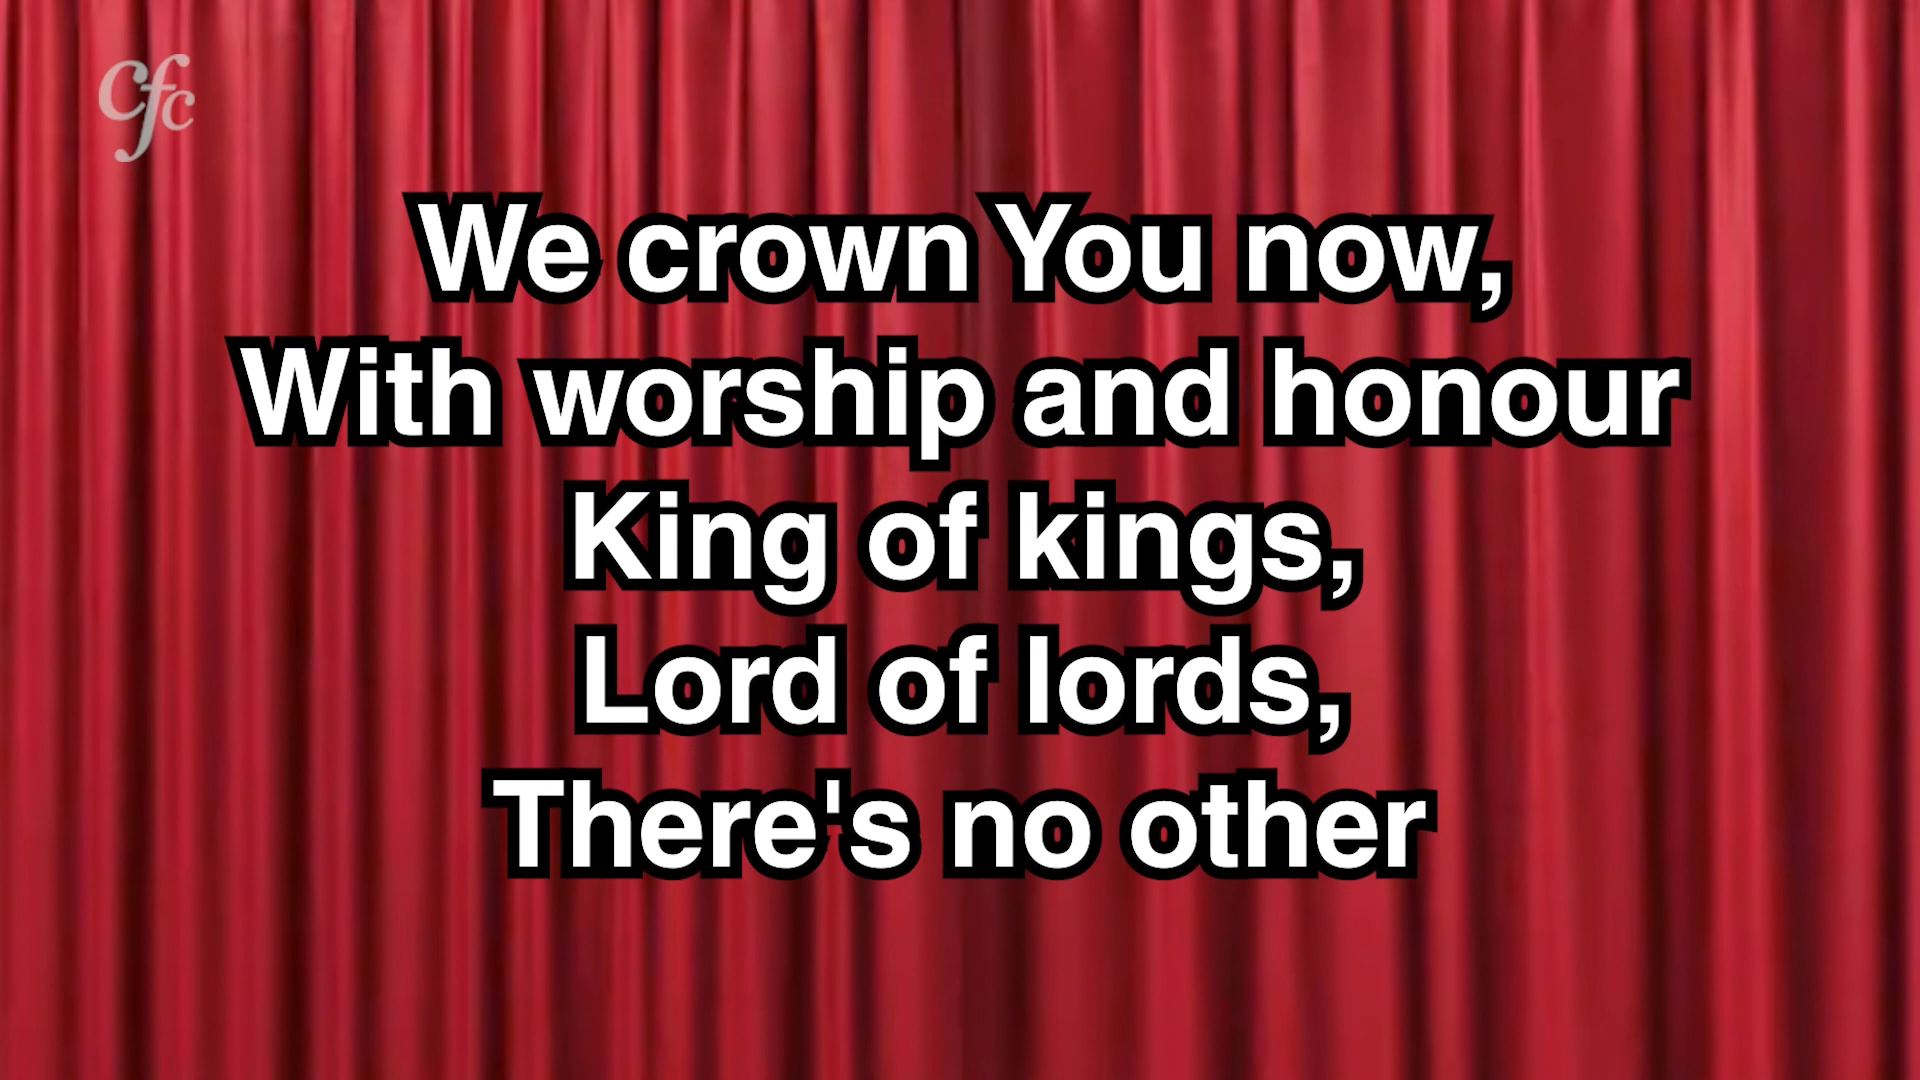 cfc
We crown You now,
With worship and honour
King of kings,
Lord of lords,
There's no other